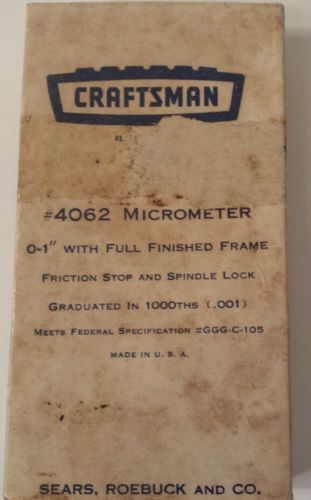 CRAFTSMAN
#4062 MICROMETER
0-1" WITH FULL FINISHED FRAME
FRICTION STOP AND SPINDLE LOCK
GRADUATED IN 1000THS (.001)
MEETS FEDERAL SPECIFICATION #GGG-C-105
MADE IN U. S. A.
SEARS, ROEBUCK AND CO.